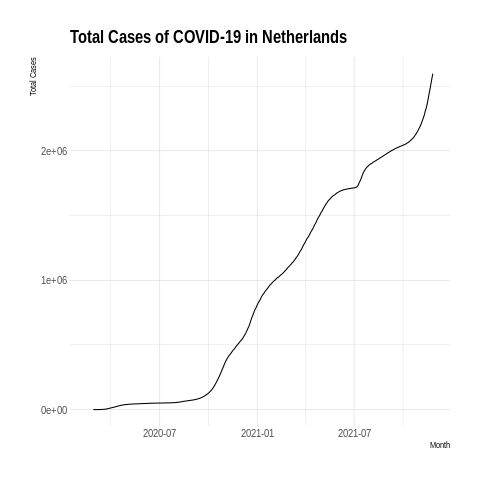 Total Cases of COVID-19 in Netherlands
Total Cases
2e+06
1e+06
0e+00
2020-07 2021-01 2021-07
Month